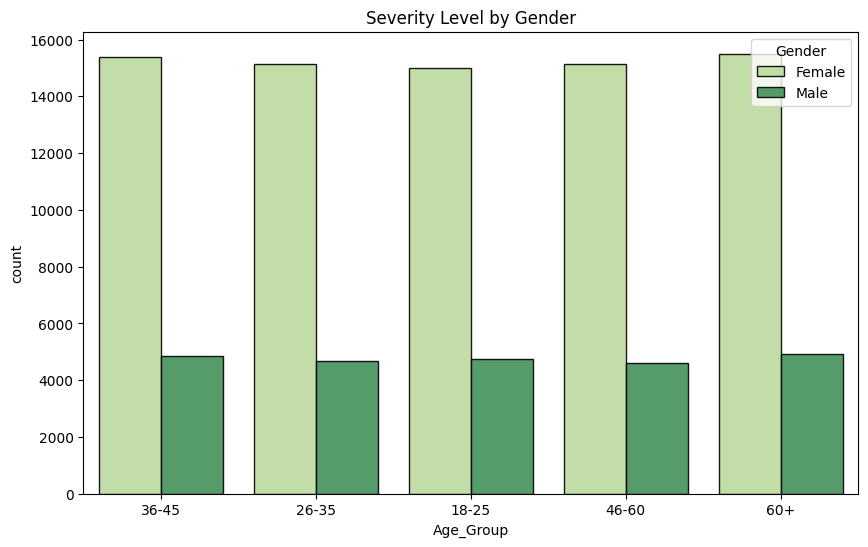 Severity Level by Gender
Gender
Female
Male
count
16000
14000
12000
10000
8000
6000
4000
2000
0
36-45
26-35
18-25
46-60
60+
Age_Group